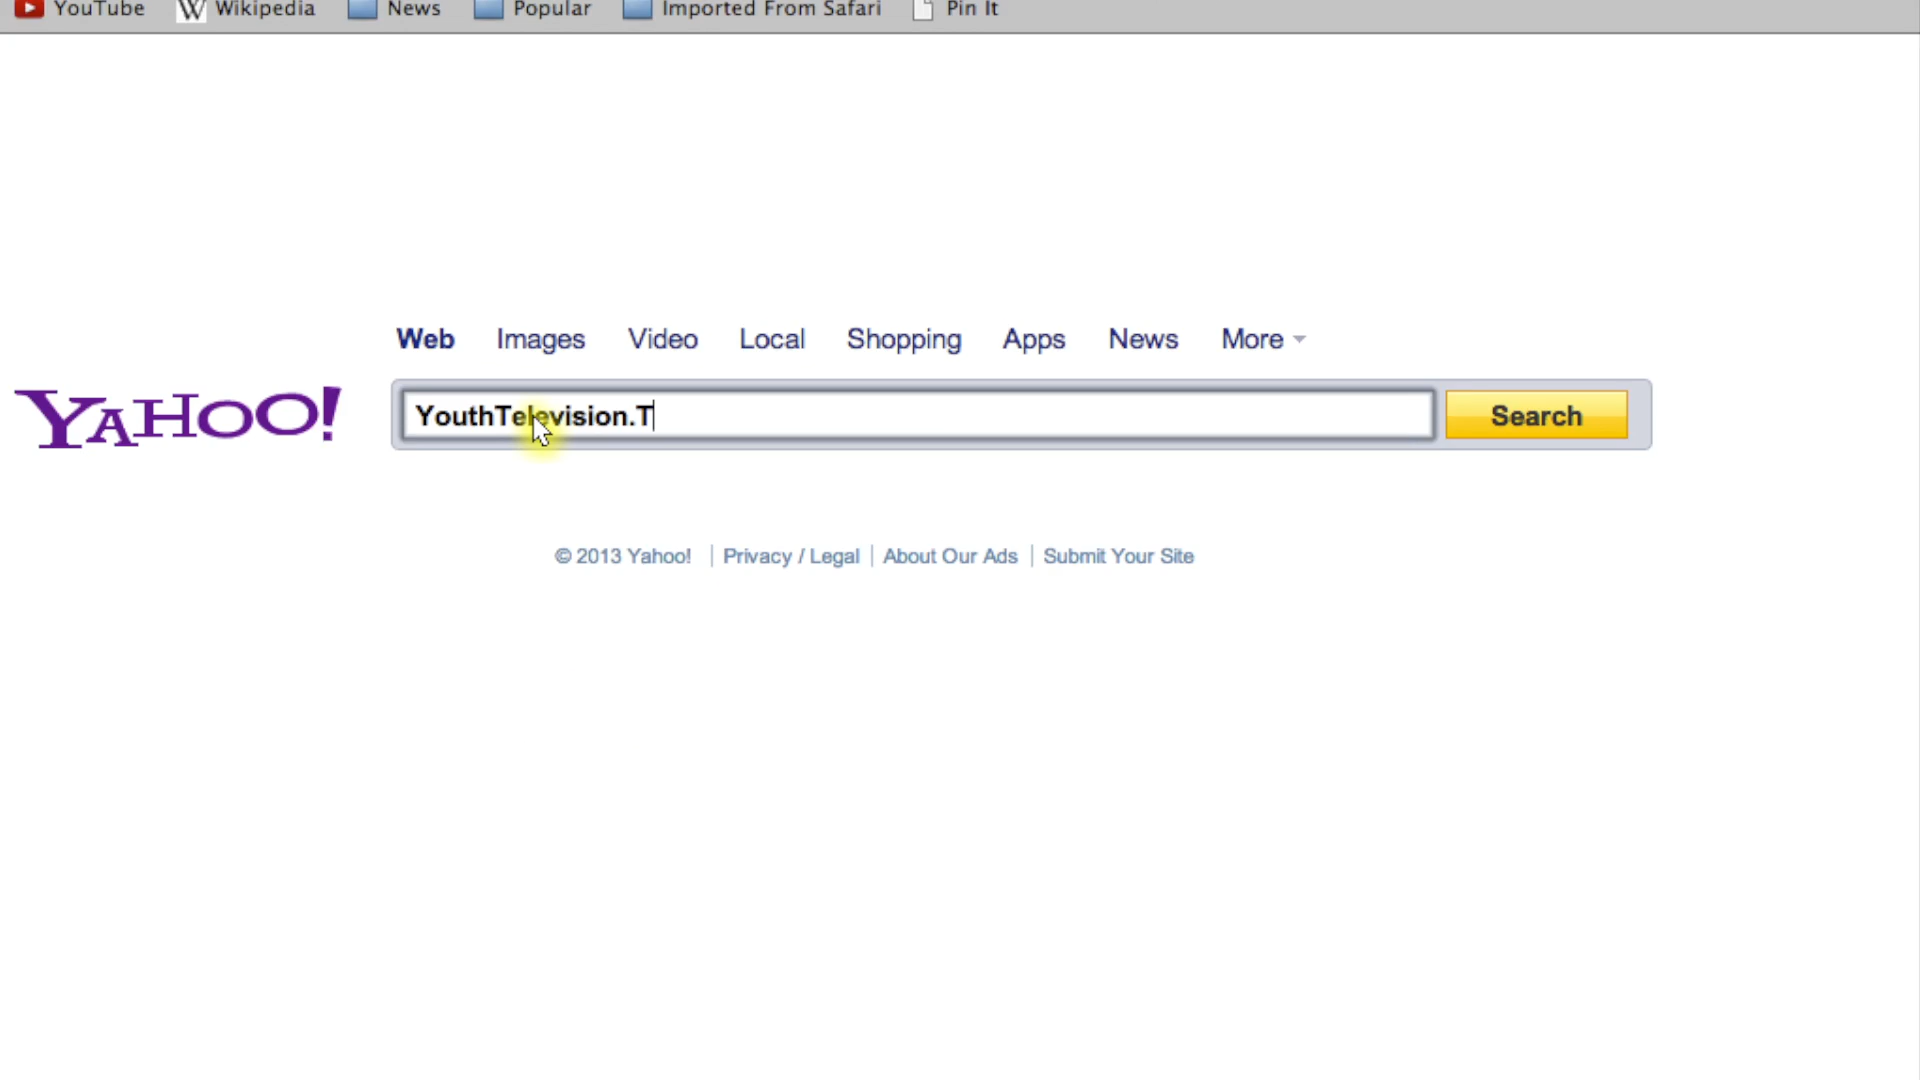 YouTube Wikipedia News Popular Imported From Safari Pin It
Web Images Video Local Shopping Apps News More
YAHOO! YouthTelevision.T Search
© 2013 Yahoo! | Privacy / Legal | About Our Ads | Submit Your Site